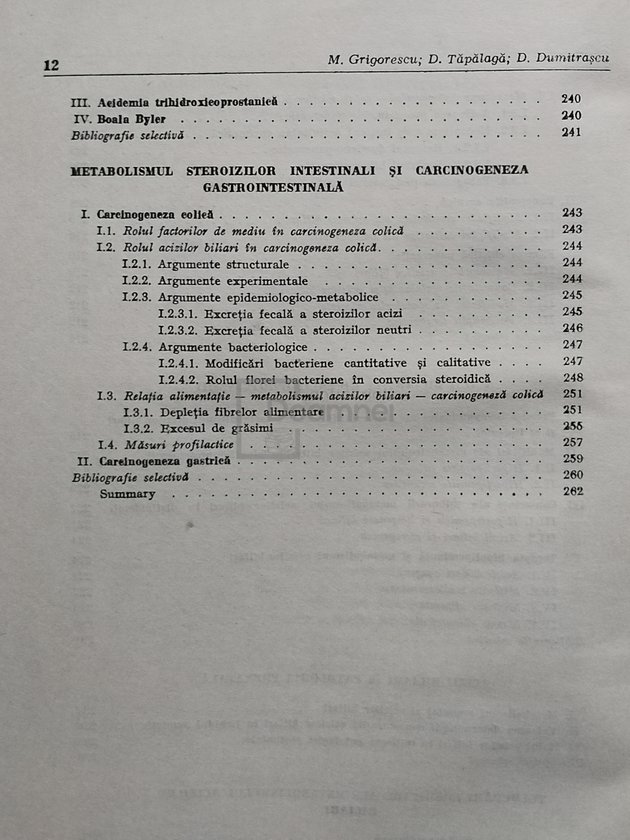 12 M. Grigorescu; D. Tăpălagă; D. Dumitrașcu
III. Acidemia trihidroxicoprostanică . . . . . . . . . . . . . . . . . 240
IV. Boala Byler . . . . . . . . . . . . . . . . . . . . . . . . 240
Bibliografie selectivă . . . . . . . . . . . . . . . . . . . . . . . 241
METABOLISMUL STEROIZILOR INTESTINALI ȘI CARCINOGENEZA
GASTROINTESTINALĂ
I. Carcinogeneza colică . . . . . . . . . . . . . . . . . . . . . 243
I.1. Rolul factorilor de mediu în carcinogeneza colică . . . . . . . . . 243
I.2. Rolul acizilor biliari în carcinogeneza colică . . . . . . . . . . . 244
I.2.1. Argumente structurale . . . . . . . . . . . . . . . . 244
I.2.2. Argumente experimentale . . . . . . . . . . . . . . 244
I.2.3. Argumente epidemiologico-metabolice . . . . . . . . . . 245
I.2.3.1. Excreția fecală a steroizilor acizi . . . . . . . . . 245
I.2.3.2. Excreția fecală a steroizilor neutri . . . . . . . . 246
I.2.4. Argumente bacteriologice . . . . . . . . . . . . . . . 247
I.2.4.1. Modificări bacteriene cantitative și calitative . . . . 247
I.2.4.2. Rolul florei bacteriene în conversia steroidică . . . . 248
I.3. Relația alimentație — metabolismul acizilor biliari — carcinogeneză colică 251
I.3.1. Depleția fibrelor alimentare . . . . . . . . . . . . . . 251
I.3.2. Excesul de grăsimi . . . . . . . . . . . . . . . . . 255
I.4. Măsuri profilactice . . . . . . . . . . . . . . . . . . . . 257
II. Carcinogeneza gastrică . . . . . . . . . . . . . . . . . . . . 259
Bibliografie selectivă . . . . . . . . . . . . . . . . . . . . . . . 260
Summary . . . . . . . . . . . . . . . . . . . . . . . . 262